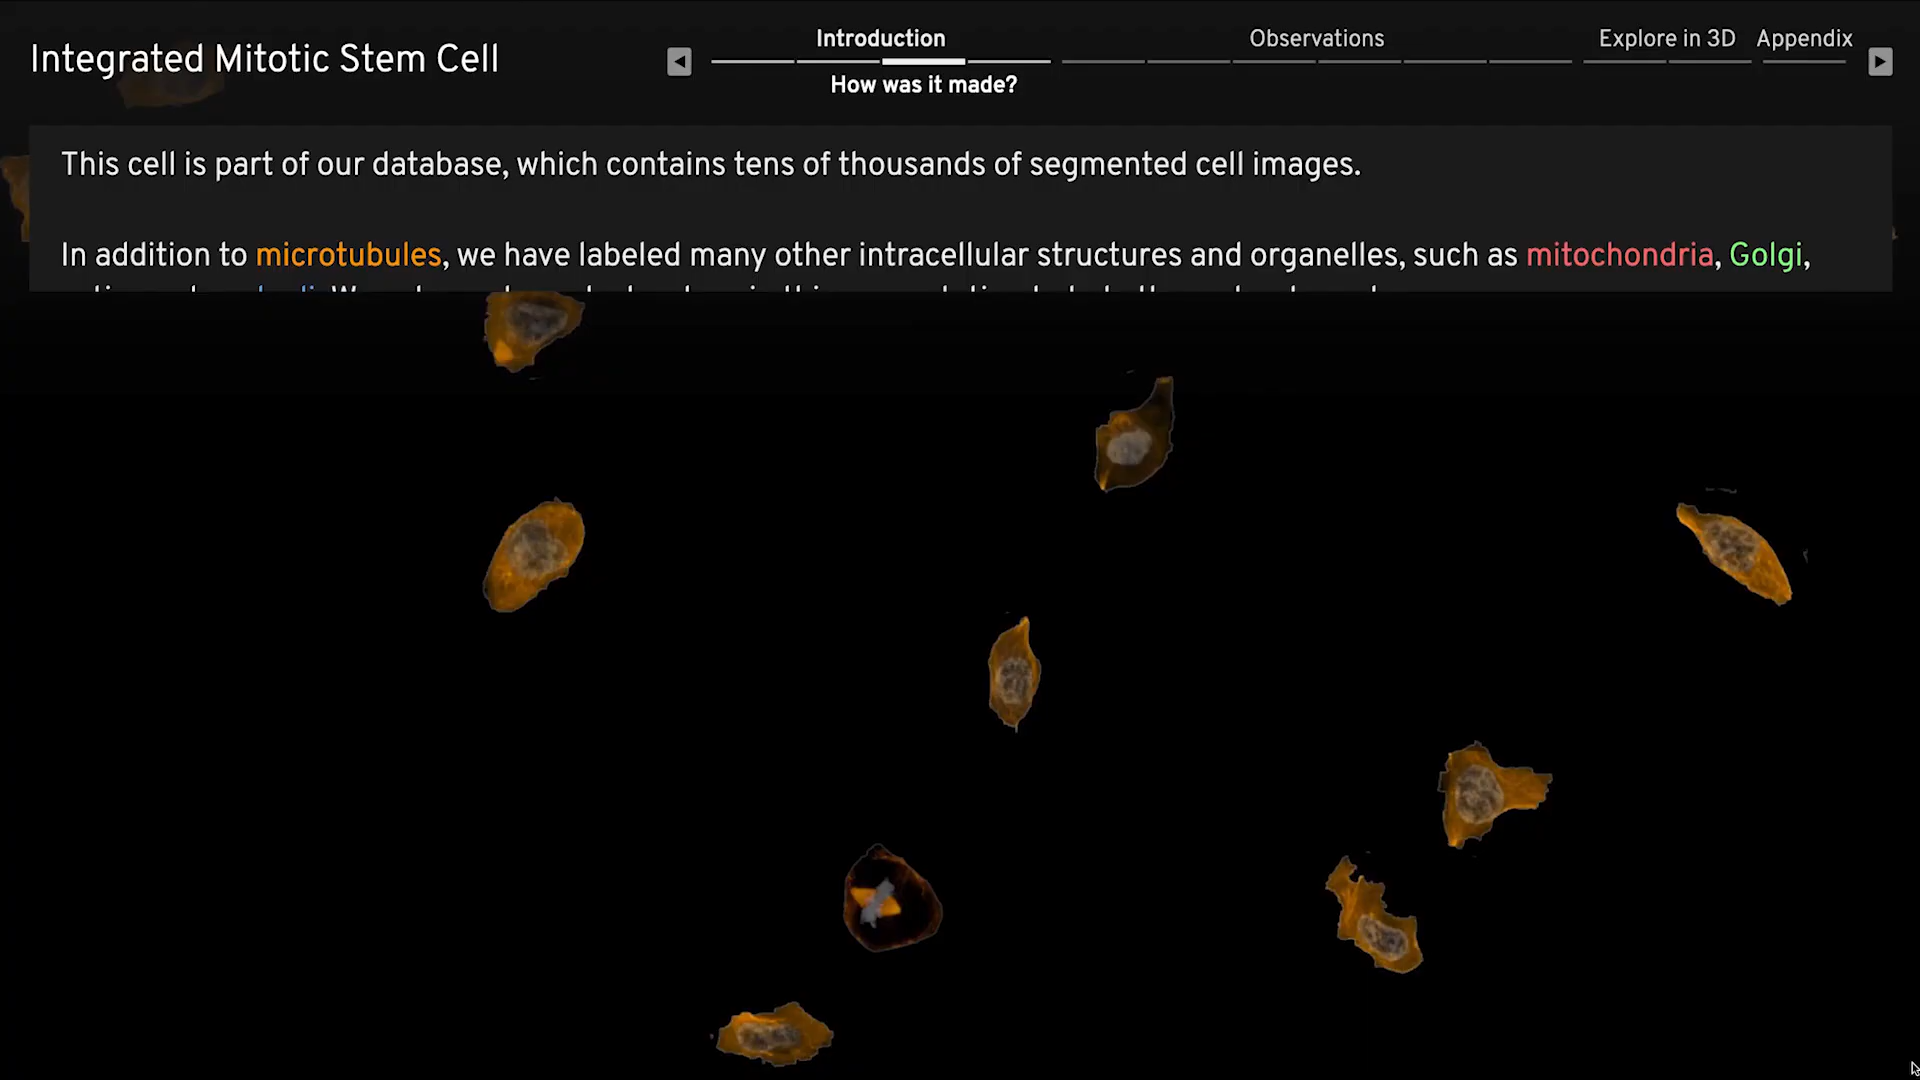 Integrated Mitotic Stem Cell
Introduction
Observations
Explore in 3D
Appendix
How was it made?
This cell is part of our database, which contains tens of thousands of segmented cell images.
In addition to microtubules, we have labeled many other intracellular structures and organelles, such as mitochondria, Golgi,